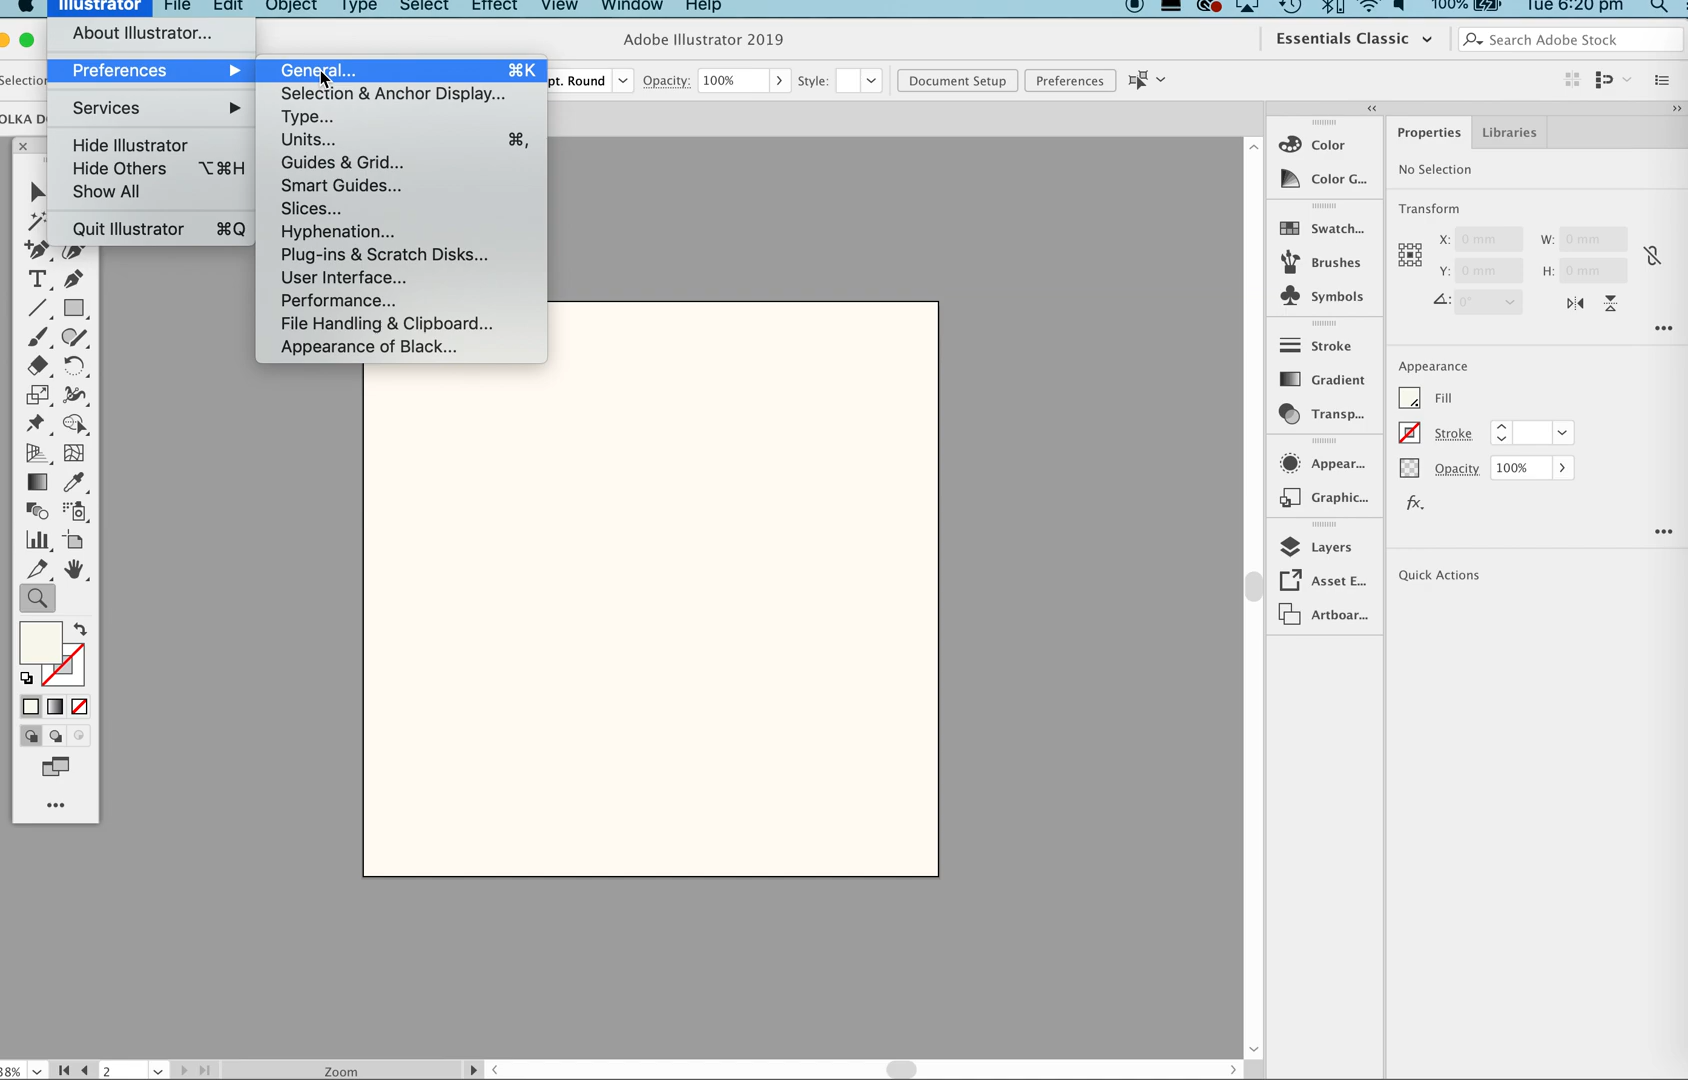 Illustrator File Edit Object Type Select Effect View Window Help 100% Tue 6:20 pm
About Illustrator...
Preferences
Services
Hide Illustrator
Hide Others ⌥⌘H
Show All
Quit Illustrator ⌘Q
General... ⌘K
Selection & Anchor Display...
Type...
Units... ⌘,
Guides & Grid...
Smart Guides...
Slices...
Hyphenation...
Plug-ins & Scratch Disks...
User Interface...
Performance...
File Handling & Clipboard...
Appearance of Black...
Adobe Illustrator 2019
Essentials Classic
Search Adobe Stock
Selection
pt. Round
Opacity: 100%
Style:
Document Setup
Preferences
OLKA D
Color
Color G...
Swatch...
Brushes
Symbols
Stroke
Gradient
Transp...
Appear...
Graphic...
Layers
Asset E...
Artboar...
Properties Libraries
No Selection
Transform
X: 0 mm W: 0 mm
Y: 0 mm H: 0 mm
0°
Appearance
Fill
Stroke
Opacity 100%
fx.
Quick Actions
38% 2 Zoom